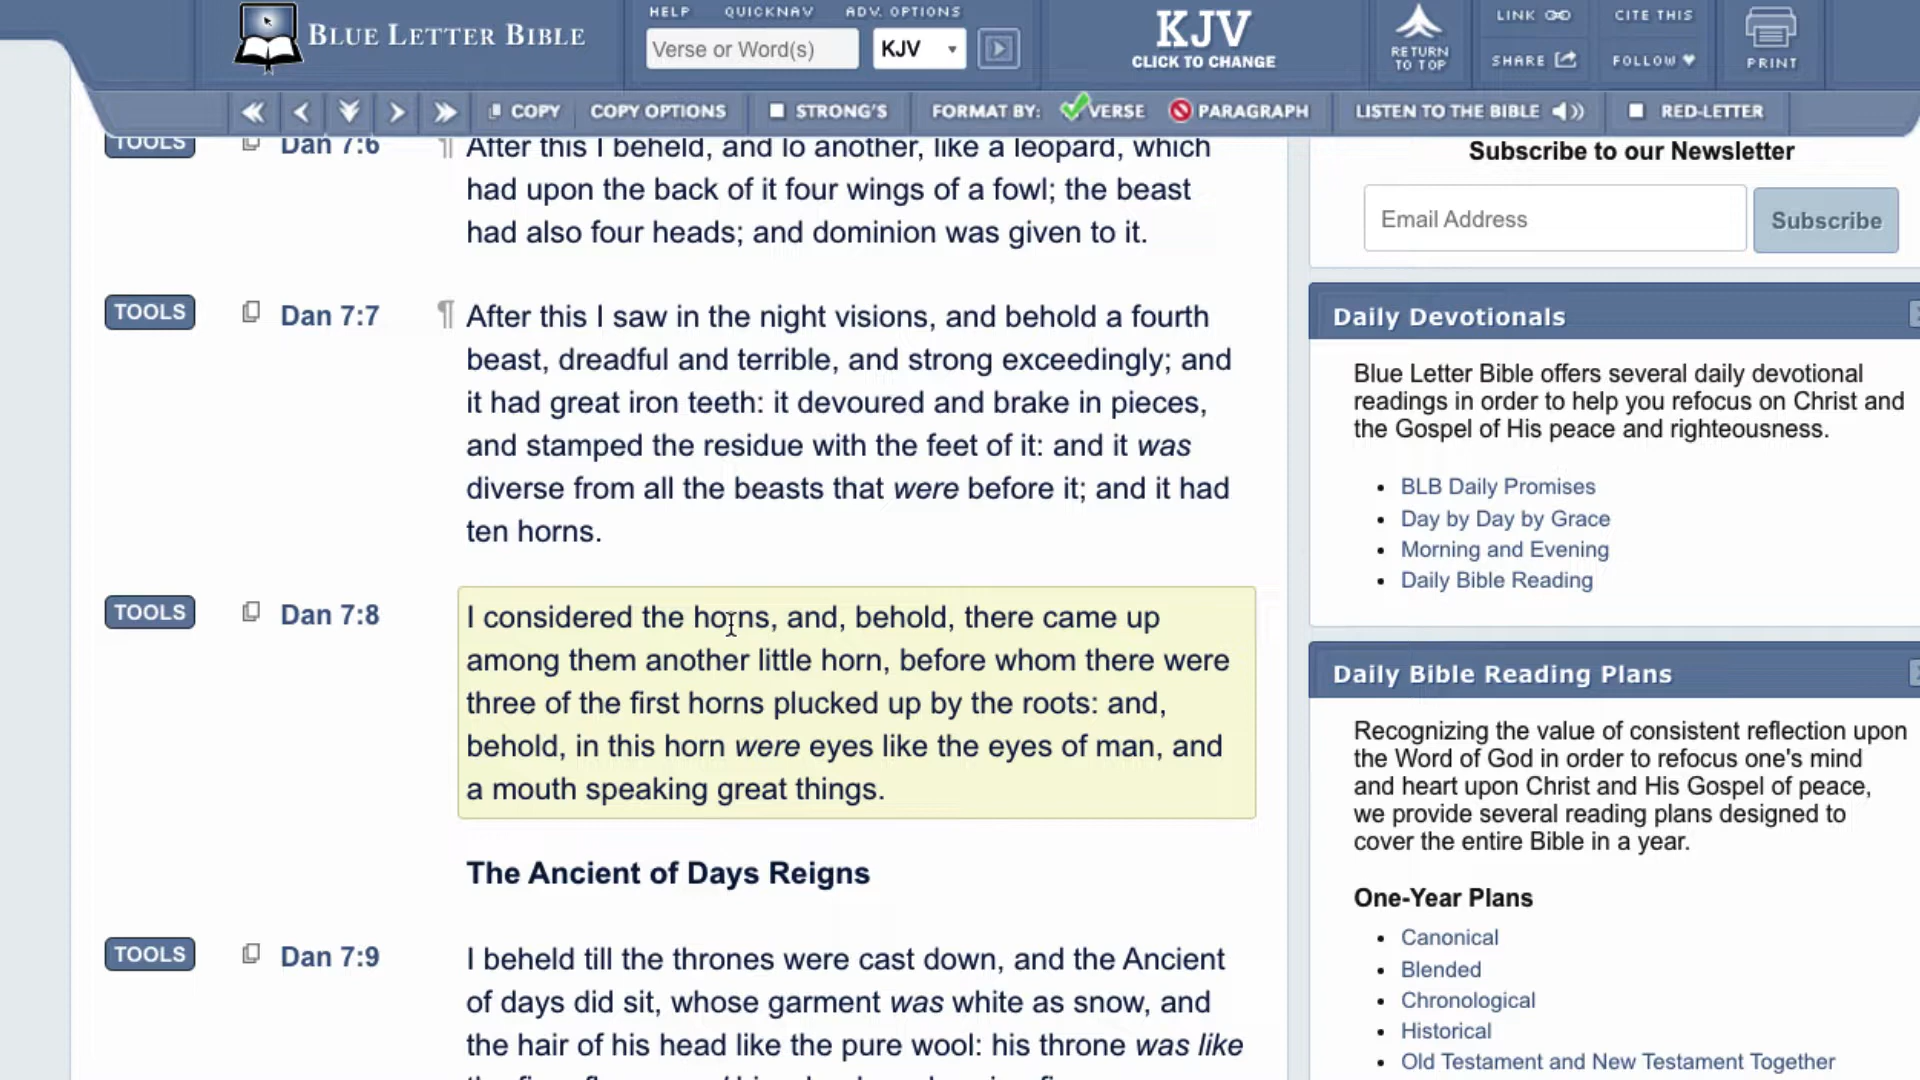 BLUE LETTER BIBLE
HELP QUICKNAV ADV. OPTIONS
Verse or Word(s) KJV
KJV
CLICK TO CHANGE
RETURN
TO TOP
LINK
SHARE
CITE THIS
FOLLOW
PRINT
COPY COPY OPTIONS STRONG'S FORMAT BY: VERSE PARAGRAPH LISTEN TO THE BIBLE RED-LETTER
TOOLS Dan 7:6 ¶ After this I beheld, and lo another, like a leopard, which
had upon the back of it four wings of a fowl; the beast
had also four heads; and dominion was given to it.
TOOLS Dan 7:7 ¶ After this I saw in the night visions, and behold a fourth
beast, dreadful and terrible, and strong exceedingly; and
it had great iron teeth: it devoured and brake in pieces,
and stamped the residue with the feet of it: and it was
diverse from all the beasts that were before it; and it had
ten horns.
TOOLS Dan 7:8 I considered the horns, and, behold, there came up
among them another little horn, before whom there were
three of the first horns plucked up by the roots: and,
behold, in this horn were eyes like the eyes of man, and
a mouth speaking great things.
The Ancient of Days Reigns
TOOLS Dan 7:9 I beheld till the thrones were cast down, and the Ancient
of days did sit, whose garment was white as snow, and
the hair of his head like the pure wool: his throne was like
Subscribe to our Newsletter
Email Address Subscribe
Daily Devotionals
Blue Letter Bible offers several daily devotional
readings in order to help you refocus on Christ and
the Gospel of His peace and righteousness.
• BLB Daily Promises
• Day by Day by Grace
• Morning and Evening
• Daily Bible Reading
Daily Bible Reading Plans
Recognizing the value of consistent reflection upon
the Word of God in order to refocus one's mind
and heart upon Christ and His Gospel of peace,
we provide several reading plans designed to
cover the entire Bible in a year.
One-Year Plans
• Canonical
• Blended
• Chronological
• Historical
• Old Testament and New Testament Together